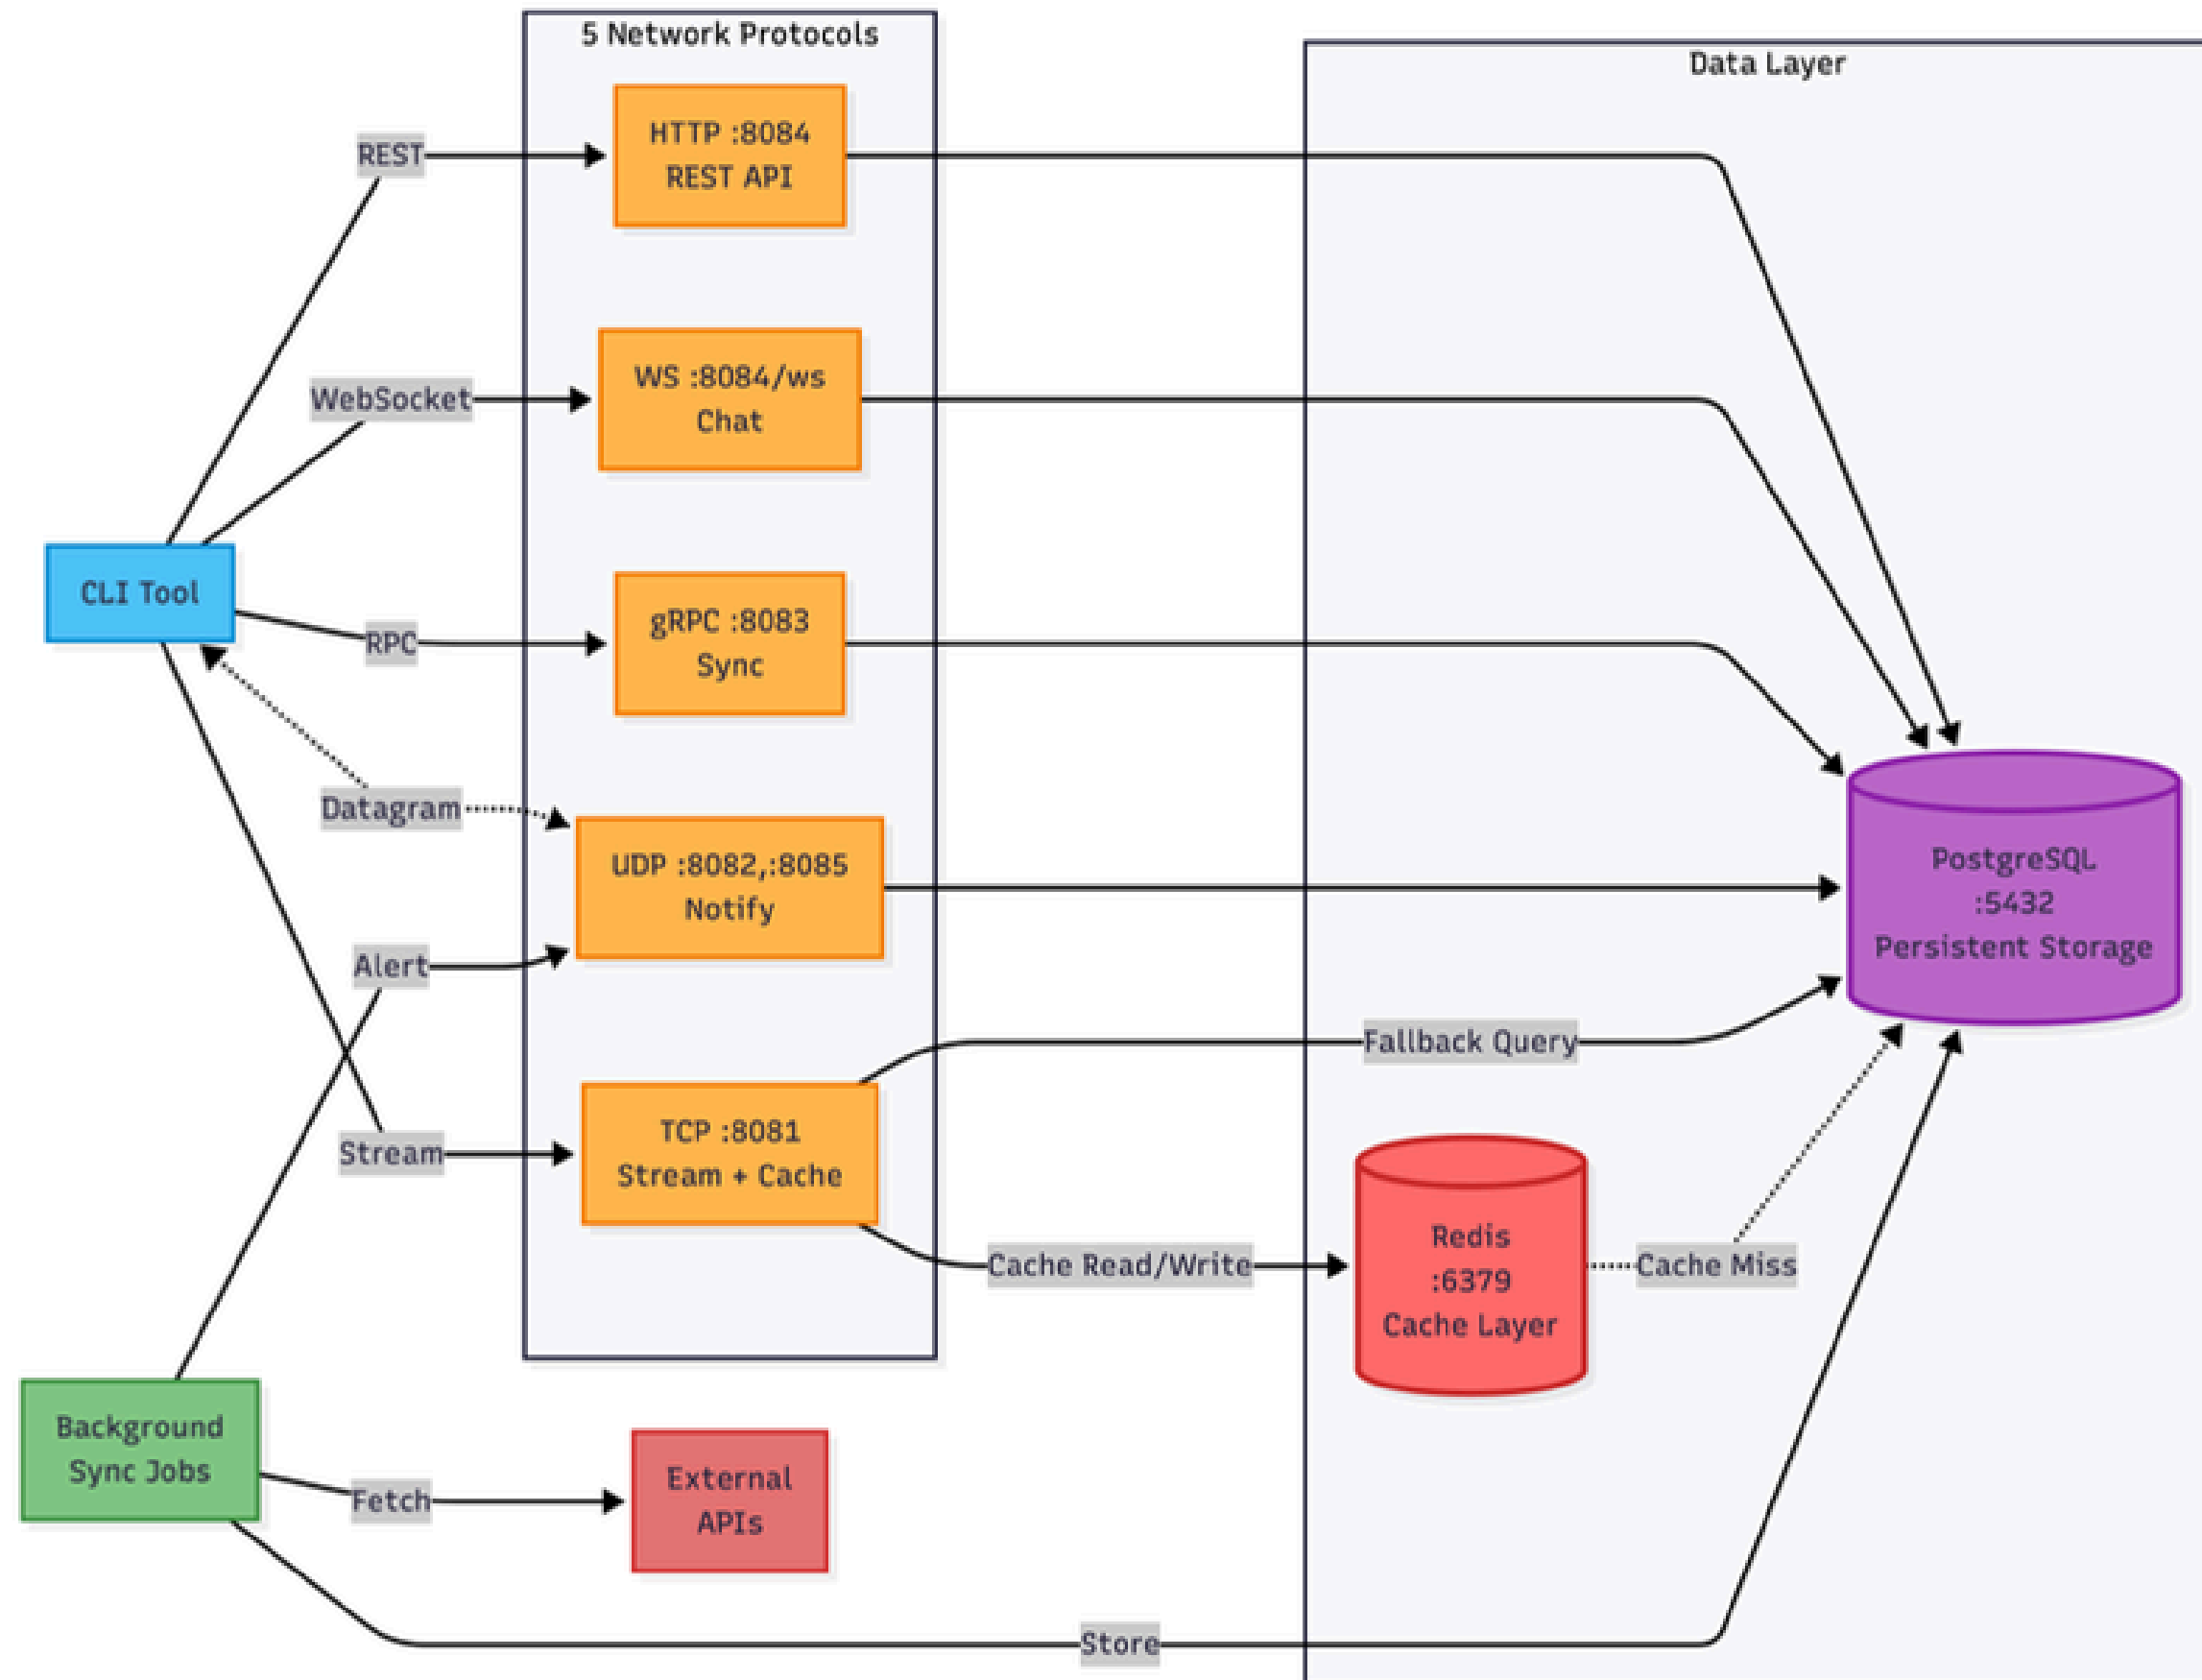 5 Network Protocols
Data Layer
HTTP :8084
REST API
REST
WS :8084/ws
Chat
WebSocket
CLI Tool
gRPC :8083
Sync
RPC
Datagram
UDP :8082,:8085
Notify
PostgreSQL
:5432
Persistent Storage
Alert
Fallback Query
TCP :8081
Stream + Cache
Stream
Cache Read/Write
Redis
:6379
Cache Layer
Cache Miss
Background
Sync Jobs
Fetch
External
APIs
Store